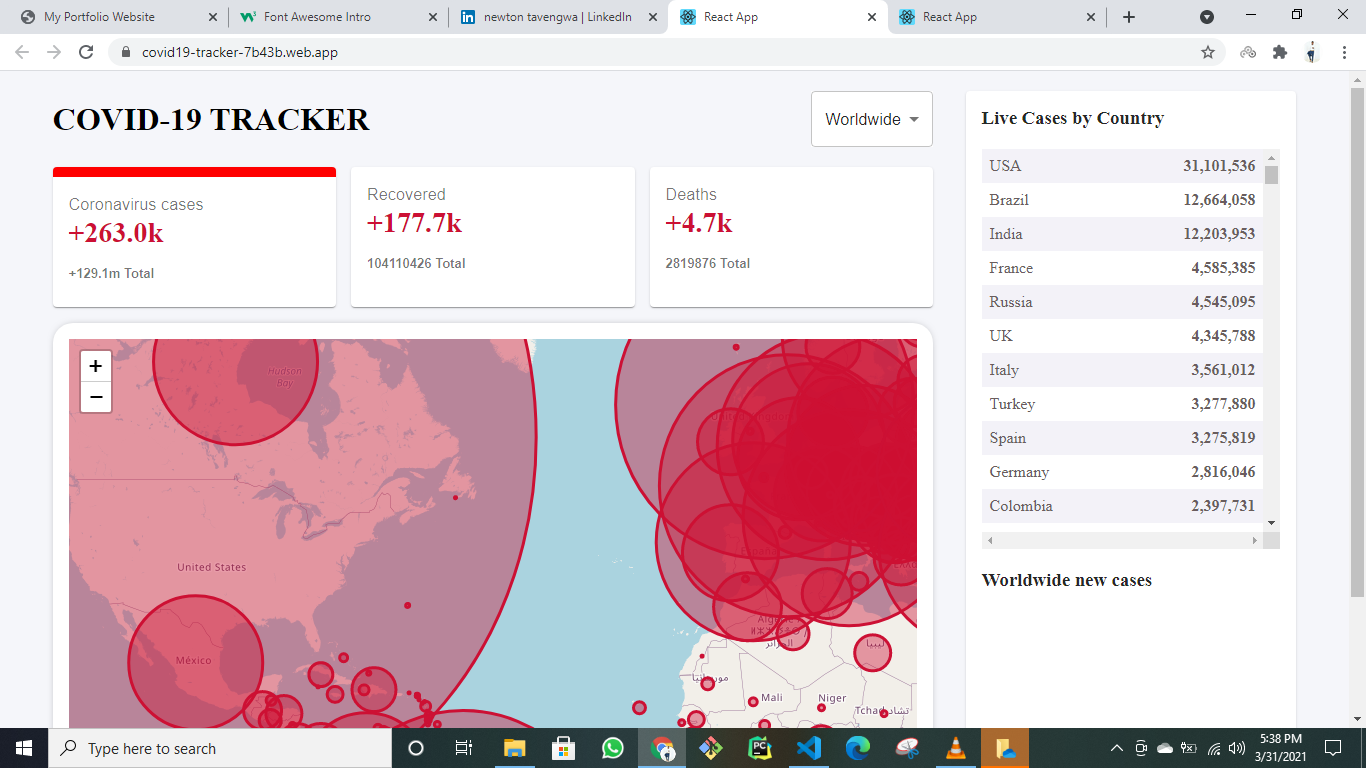 My Portfolio Website
Font Awesome Intro
newton tavengwa | LinkedIn
React App
React App
covid19-tracker-7b43b.web.app
COVID-19 TRACKER
Worldwide
Coronavirus cases
+263.0k
+129.1m Total
Recovered
+177.7k
104110426 Total
Deaths
+4.7k
2819876 Total
+
−
Hudson
Bay
United States
México
الجزائر
ليبيا
موريتانيا
Mali
Niger
Live Cases by Country
USA 31,101,536
Brazil 12,664,058
India 12,203,953
France 4,585,385
Russia 4,545,095
UK 4,345,788
Italy 3,561,012
Turkey 3,277,880
Spain 3,275,819
Germany 2,816,046
Colombia 2,397,731
Worldwide new cases
Type here to search
5:38 PM
3/31/2021